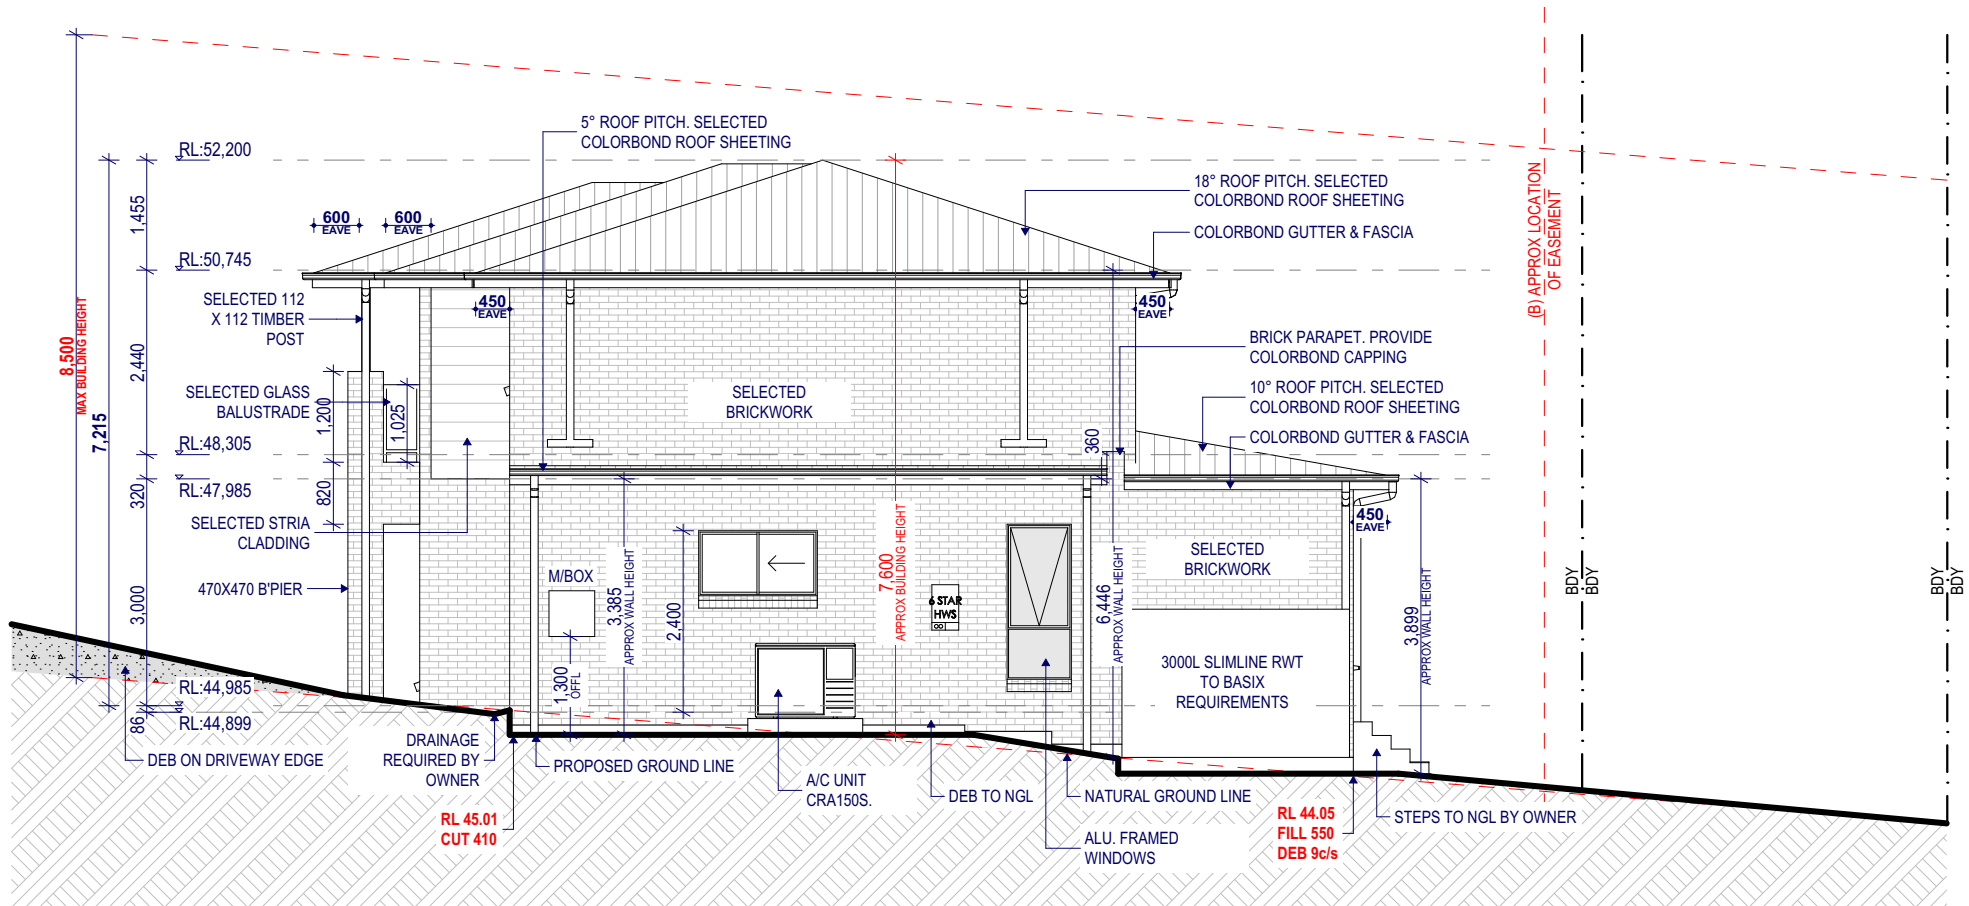 5° ROOF PITCH. SELECTED
COLORBOND ROOF SHEETING
RL:52,200
1,455
600
EAVE
600
EAVE
18° ROOF PITCH. SELECTED
COLORBOND ROOF SHEETING
COLORBOND GUTTER & FASCIA
(B) APPROX LOCATION
OF EASEMENT
RL:50,745
SELECTED 112
X 112 TIMBER
POST
450
EAVE
450
EAVE
8,500
MAX BUILDING HEIGHT
7,215
2,440
BRICK PARAPET. PROVIDE
COLORBOND CAPPING
SELECTED GLASS
BALUSTRADE
1,200
1,025
SELECTED
BRICKWORK
10° ROOF PITCH. SELECTED
COLORBOND ROOF SHEETING
COLORBOND GUTTER & FASCIA
RL:48,305
360
320
RL:47,985
820
SELECTED STRIA
CLADDING
450
EAVE
7,600
APPROX BUILDING HEIGHT
SELECTED
BRICKWORK
M/BOX
470X470 B'PIER
3,000
3,385
APPROX WALL HEIGHT
2,400
6 STAR
HWS
6,446
APPROX WALL HEIGHT
3,899
APPROX WALL HEIGHT
BDY
BDY
BDY
BDY
1,300
OFFL
3000L SLIMLINE RWT
TO BASIX
REQUIREMENTS
RL:44,985
86
RL:44,899
DEB ON DRIVEWAY EDGE
DRAINAGE
REQUIRED BY
OWNER
PROPOSED GROUND LINE
A/C UNIT
CRA150S.
DEB TO NGL
NATURAL GROUND LINE
RL 45.01
CUT 410
ALU. FRAMED
WINDOWS
RL 44.05
FILL 550
DEB 9c/s
STEPS TO NGL BY OWNER